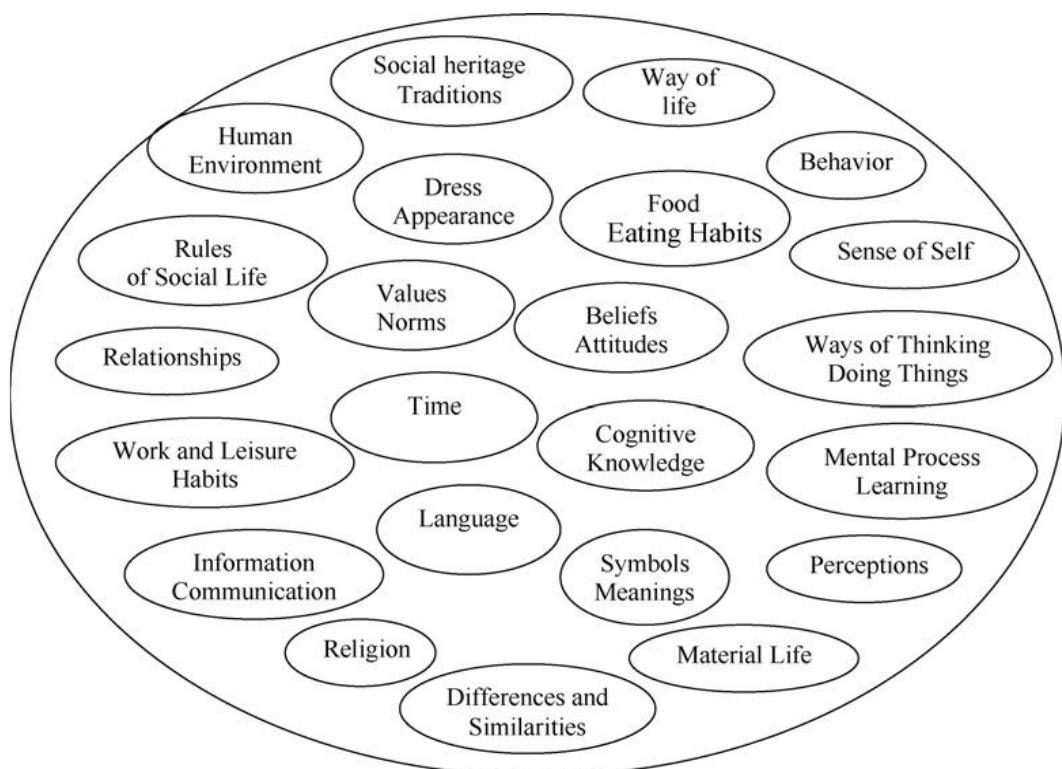 Social heritage
Traditions
Way of
life
Human
Environment
Behavior
Dress
Appearance
Food
Eating Habits
Rules
of Social Life
Sense of Self
Values
Norms
Beliefs
Attitudes
Relationships
Ways of Thinking
Doing Things
Time
Work and Leisure
Habits
Cognitive
Knowledge
Mental Process
Learning
Language
Information
Communication
Symbols
Meanings
Perceptions
Religion
Material Life
Differences and
Similarities